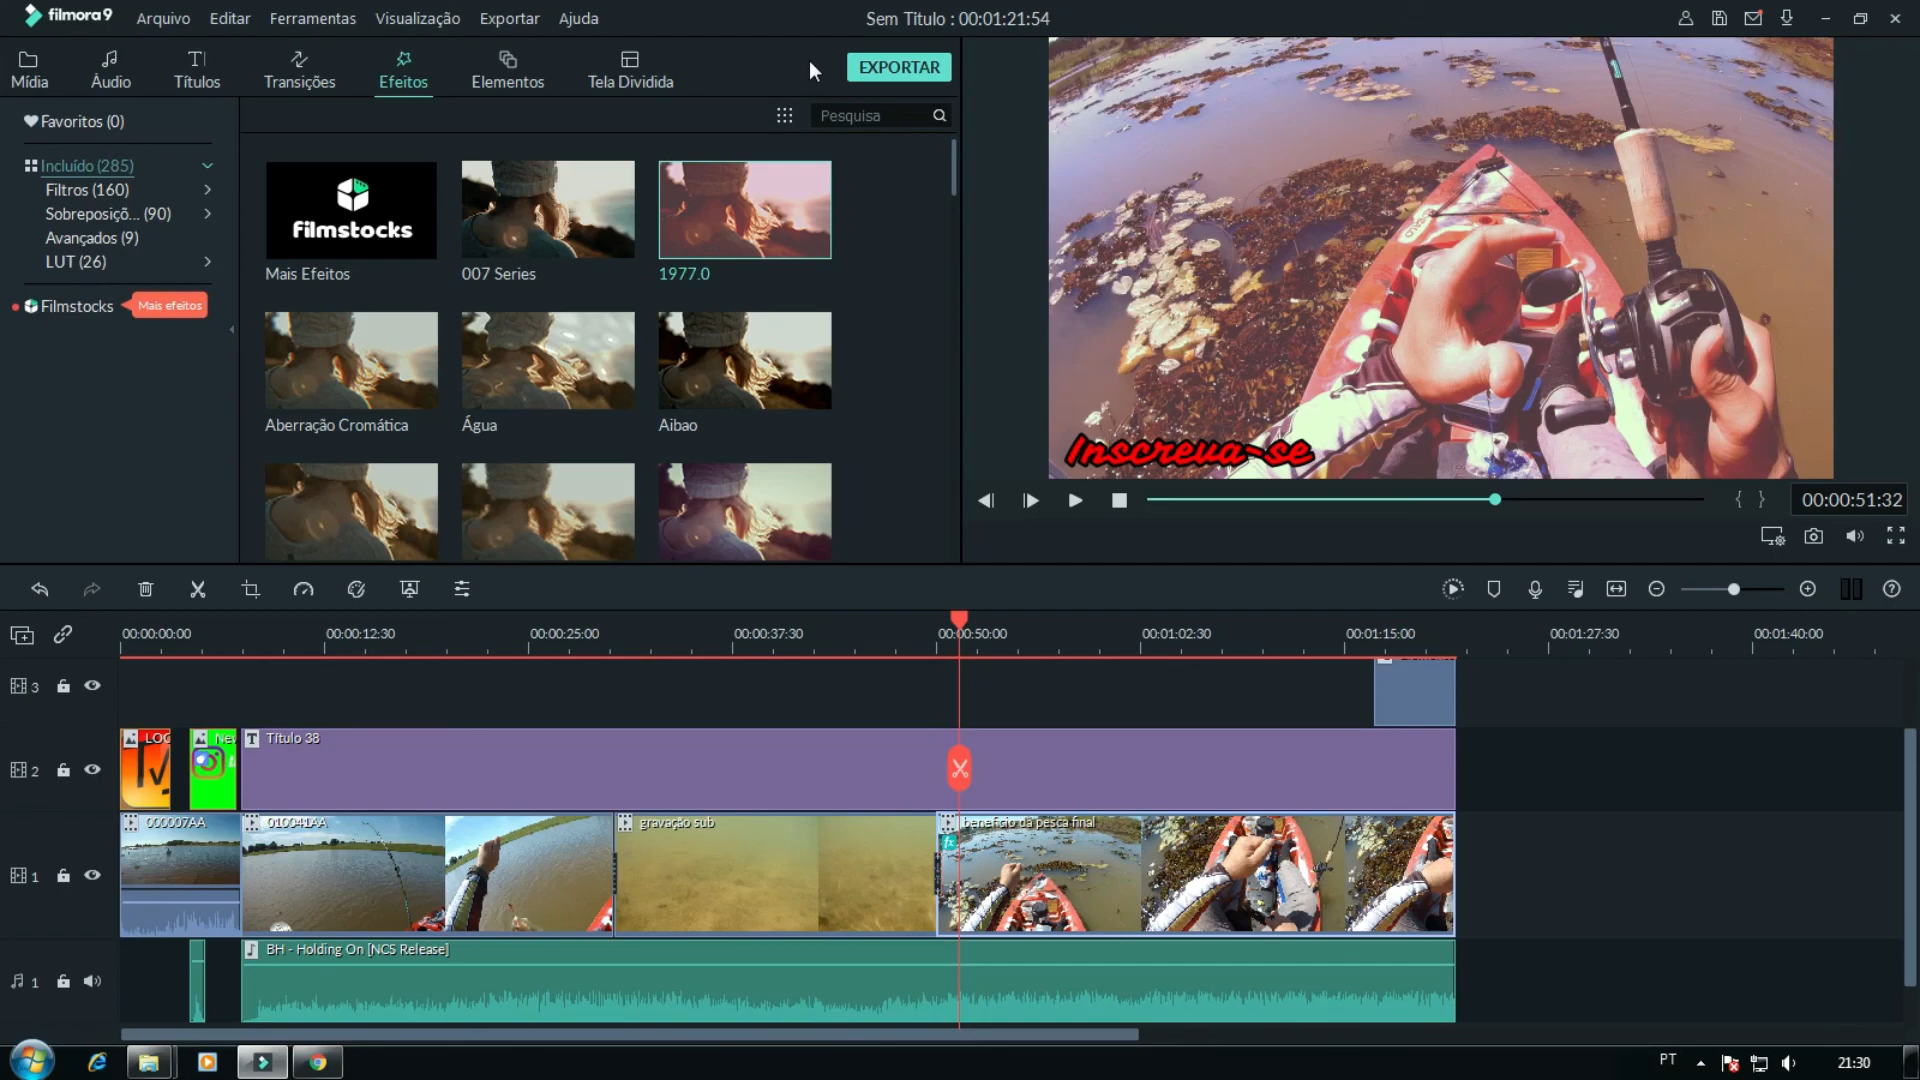 filmora9
Arquivo
Editar
Ferramentas
Visualização
Exportar
Ajuda
Sem Titulo : 00:01:21:54
Mídia
Áudio
Títulos
Transições
Efeitos
Elementos
Tela Dividida
EXPORTAR
Favoritos (0)
Incluído (285)
Filtros (160)
Sobreposiçõ... (90)
Avançados (9)
LUT (26)
Filmstocks
Mais efeitos
Pesquisa
filmstocks
Mais Efeitos
007 Series
1977.0
Aberração Cromática
Água
Aibao
Inscreva-se
{ }
00:00:51:32
00:00:00:00
00:00:12:30
00:00:25:00
00:00:37:30
00:00:50:00
00:01:02:30
00:01:15:00
00:01:27:30
00:01:40:00
3
2
LOG
New
T Título 38
1
000007AA
010041AA
gravação sub
beneficio da pesca final
fx
1
BH - Holding On [NCS Release]
PT
21:30